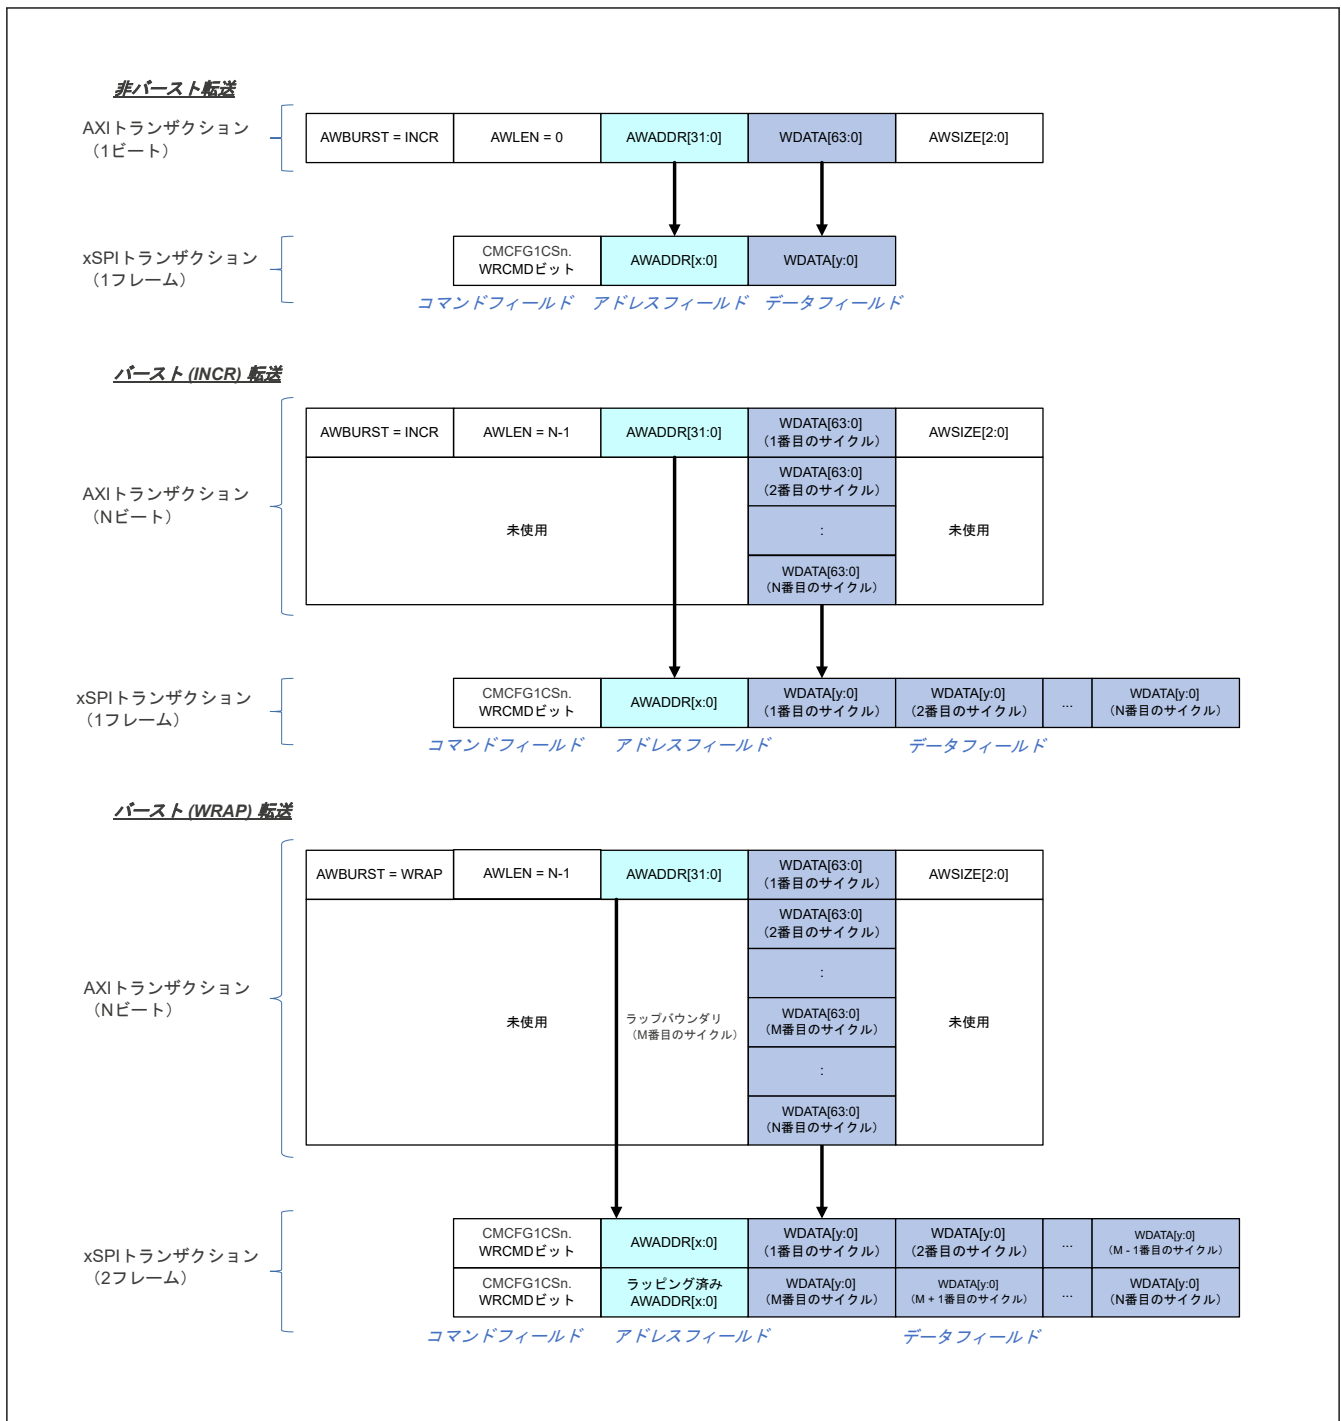 非バースト転送
AXIトランザクション
（1ビート）
AWBURST = INCR
AWLEN = 0
AWADDR[31:0]
WDATA[63:0]
AWSIZE[2:0]
xSPIトランザクション
（1フレーム）
CMCFG1CSn.
WRCMDビット
AWADDR[x:0]
WDATA[y:0]
コマンドフィールド
アドレスフィールド
データフィールド
バースト (INCR) 転送
AXIトランザクション
（Nビート）
AWBURST = INCR
AWLEN = N-1
AWADDR[31:0]
WDATA[63:0]
（1番目のサイクル）
AWSIZE[2:0]
WDATA[63:0]
（2番目のサイクル）
未使用
:
未使用
WDATA[63:0]
（N番目のサイクル）
xSPIトランザクション
（1フレーム）
CMCFG1CSn.
WRCMDビット
AWADDR[x:0]
WDATA[y:0]
（1番目のサイクル）
WDATA[y:0]
（2番目のサイクル）
...
WDATA[y:0]
（N番目のサイクル）
コマンドフィールド
アドレスフィールド
データフィールド
バースト (WRAP) 転送
AXIトランザクション
（Nビート）
AWBURST = WRAP
AWLEN = N-1
AWADDR[31:0]
WDATA[63:0]
（1番目のサイクル）
AWSIZE[2:0]
WDATA[63:0]
（2番目のサイクル）
:
未使用
ラップバウンダリ
（M番目のサイクル）
WDATA[63:0]
（M番目のサイクル）
未使用
:
WDATA[63:0]
（N番目のサイクル）
xSPIトランザクション
（2フレーム）
CMCFG1CSn.
WRCMDビット
AWADDR[x:0]
WDATA[y:0]
（1番目のサイクル）
WDATA[y:0]
（2番目のサイクル）
...
WDATA[y:0]
（M - 1番目のサイクル）
CMCFG1CSn.
WRCMDビット
ラッピング済み
AWADDR[x:0]
WDATA[y:0]
（M番目のサイクル）
WDATA[y:0]
（M + 1番目のサイクル）
...
WDATA[y:0]
（N番目のサイクル）
コマンドフィールド
アドレスフィールド
データフィールド